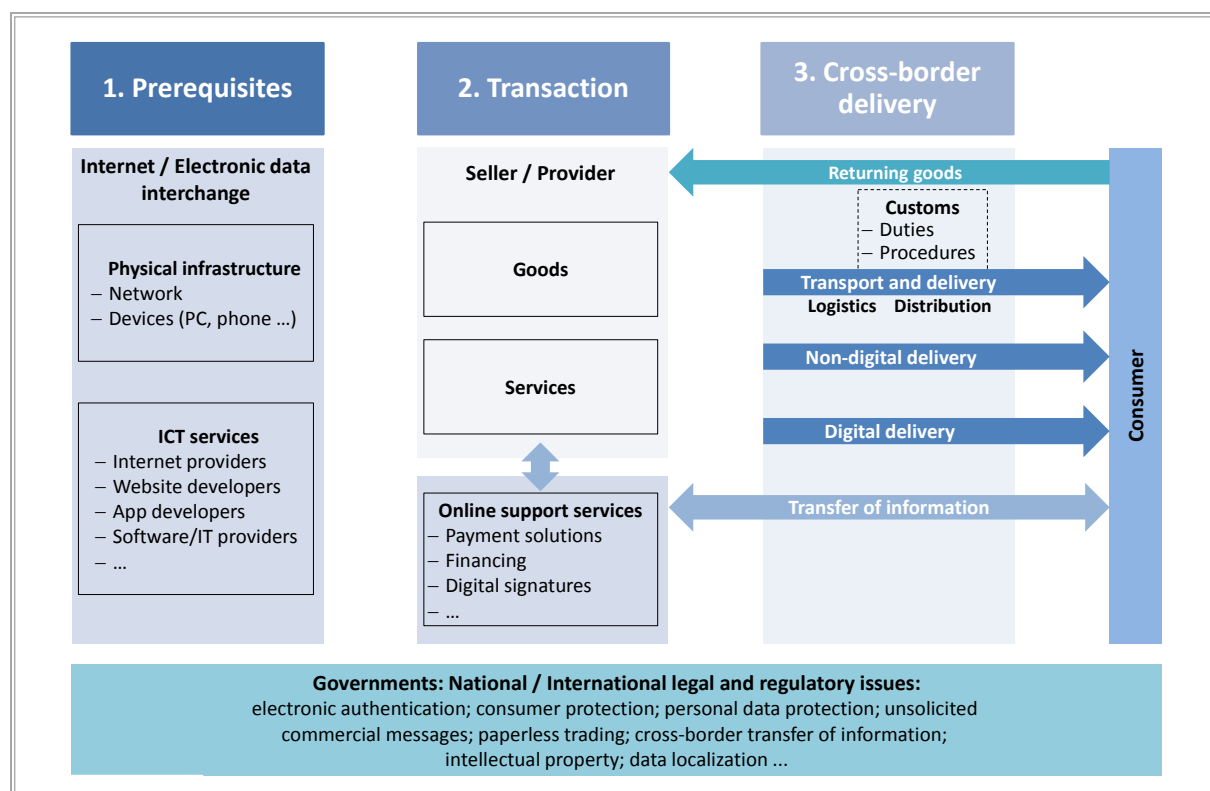 1. Prerequisites
2. Transaction
3. Cross-border
delivery
Internet / Electronic data
interchange
Physical infrastructure
– Network
– Devices (PC, phone ...)
ICT services
– Internet providers
– Website developers
– App developers
– Software/IT providers
– ...
Seller / Provider
Goods
Services
Online support services
– Payment solutions
– Financing
– Digital signatures
– ...
Returning goods
Customs
– Duties
– Procedures
Transport and delivery
Logistics Distribution
Non-digital delivery
Digital delivery
Transfer of information
Consumer
Governments: National / International legal and regulatory issues:
electronic authentication; consumer protection; personal data protection; unsolicited
commercial messages; paperless trading; cross-border transfer of information;
intellectual property; data localization ...